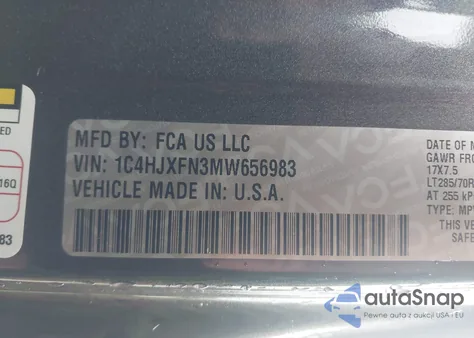 ED
16Q
83
MFD BY: FCA US LLC
VIN: 1C4HJXFN3MW656983
VEHICLE MADE IN: U.S.A.
DATE OF M
GAWR FRO
17X7.5
LT285/70R
AT 255 kP
TYPE: MP
THIS VE
SAFETY
autoSnap
Pewne auta z aukcji USA - EU